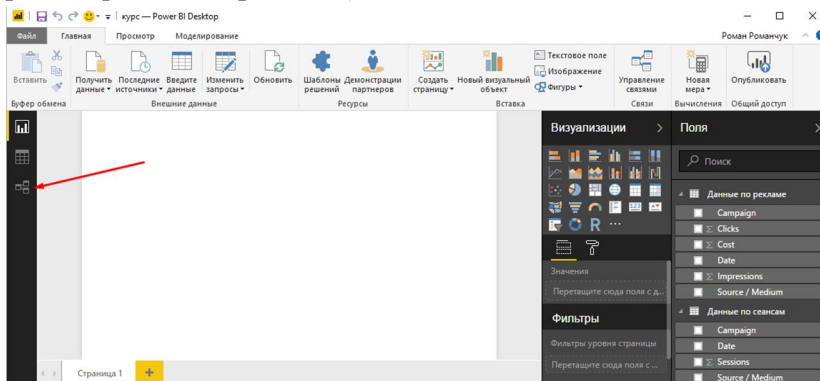 курс — Power BI Desktop
Файл Главная Просмотр Моделирование Роман Романчук
Вставить Получить данные Последние источники Введите данные Изменить запросы Обновить Шаблоны решений Демонстрации партнеров Создать страницу Новый визуальный объект Текстовое поле Изображение Фигуры Управление связями Новая мера Опубликовать
Буфер обмена Внешние данные Ресурсы Вставка Связи Вычисления Общий доступ
Визуализации
R
Значения
Перетащите сюда поля с д...
Фильтры
Фильтры уровня страницы
Перетащите сюда поля с ...
Поля
Поиск
Данные по рекламе
Campaign
Σ Clicks
Σ Cost
Date
Σ Impressions
Source / Medium
Данные по сеансам
Campaign
Date
Σ Sessions
Source / Medium
Страница 1 +